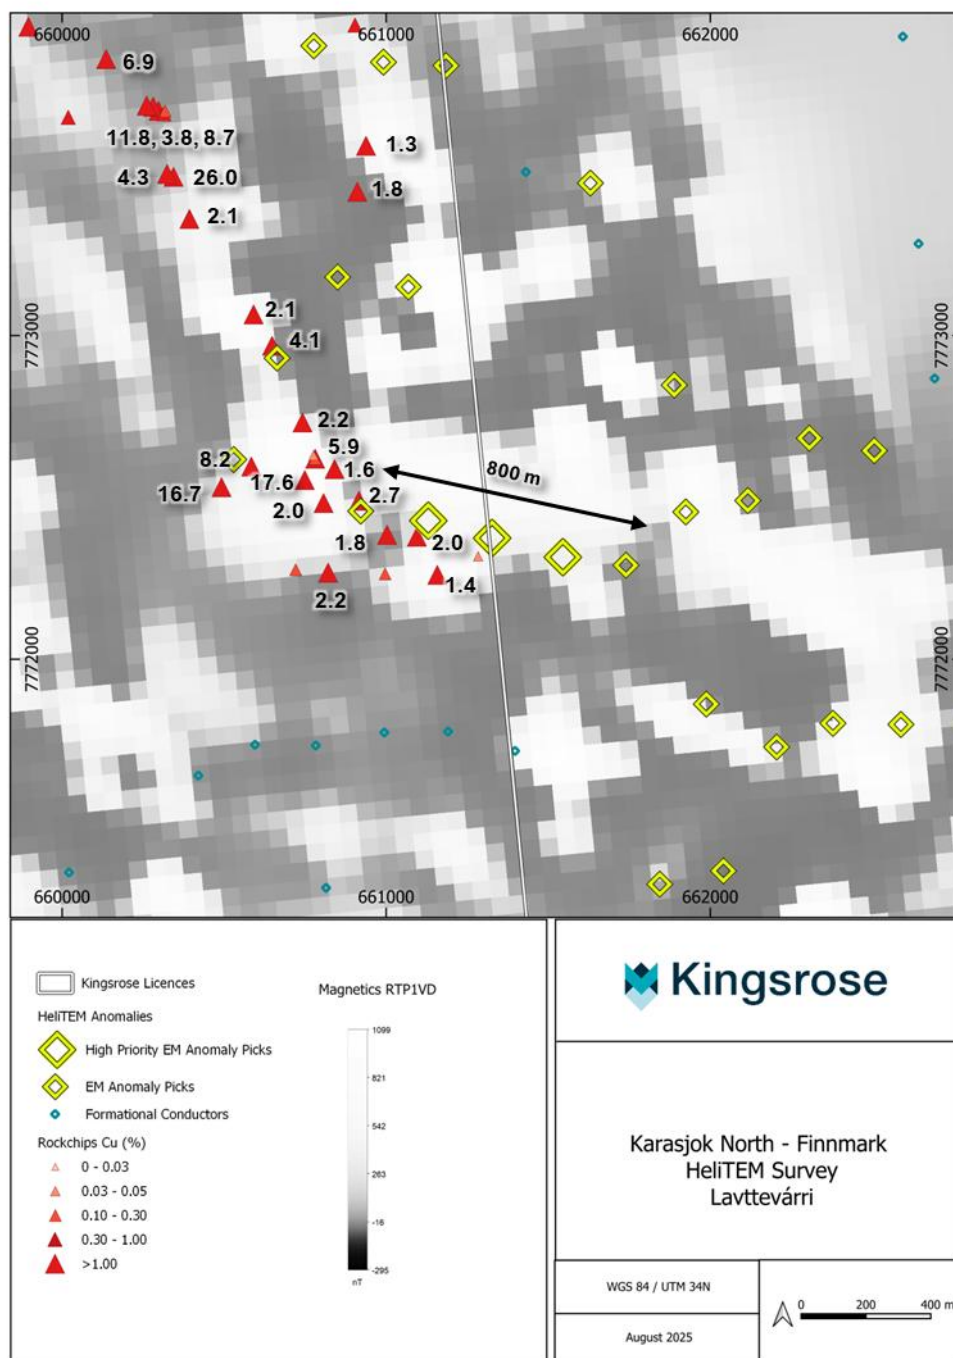 660000
661000
662000
6.9
11.8, 3.8, 8.7
1.3
4.3
26.0
1.8
2.1
2.1
7773000
7773000
4.1
2.2
5.9
8.2
1.6
800 m
17.6
16.7
2.7
2.0
1.8
2.0
1.4
2.2
7772000
7772000
660000
661000
662000
Kingsrose Licences
HeliTEM Anomalies
High Priority EM Anomaly Picks
EM Anomaly Picks
Formational Conductors
Rockchips Cu (%)
0 - 0.03
0.03 - 0.05
0.10 - 0.30
0.30 - 1.00
>1.00
Magnetics RTP1VD
1099
821
542
263
-16
-295
nT
Kingsrose
Karasjok North - Finnmark
HeliTEM Survey
Lavttevárri
WGS 84 / UTM 34N
August 2025
0 200 400 m